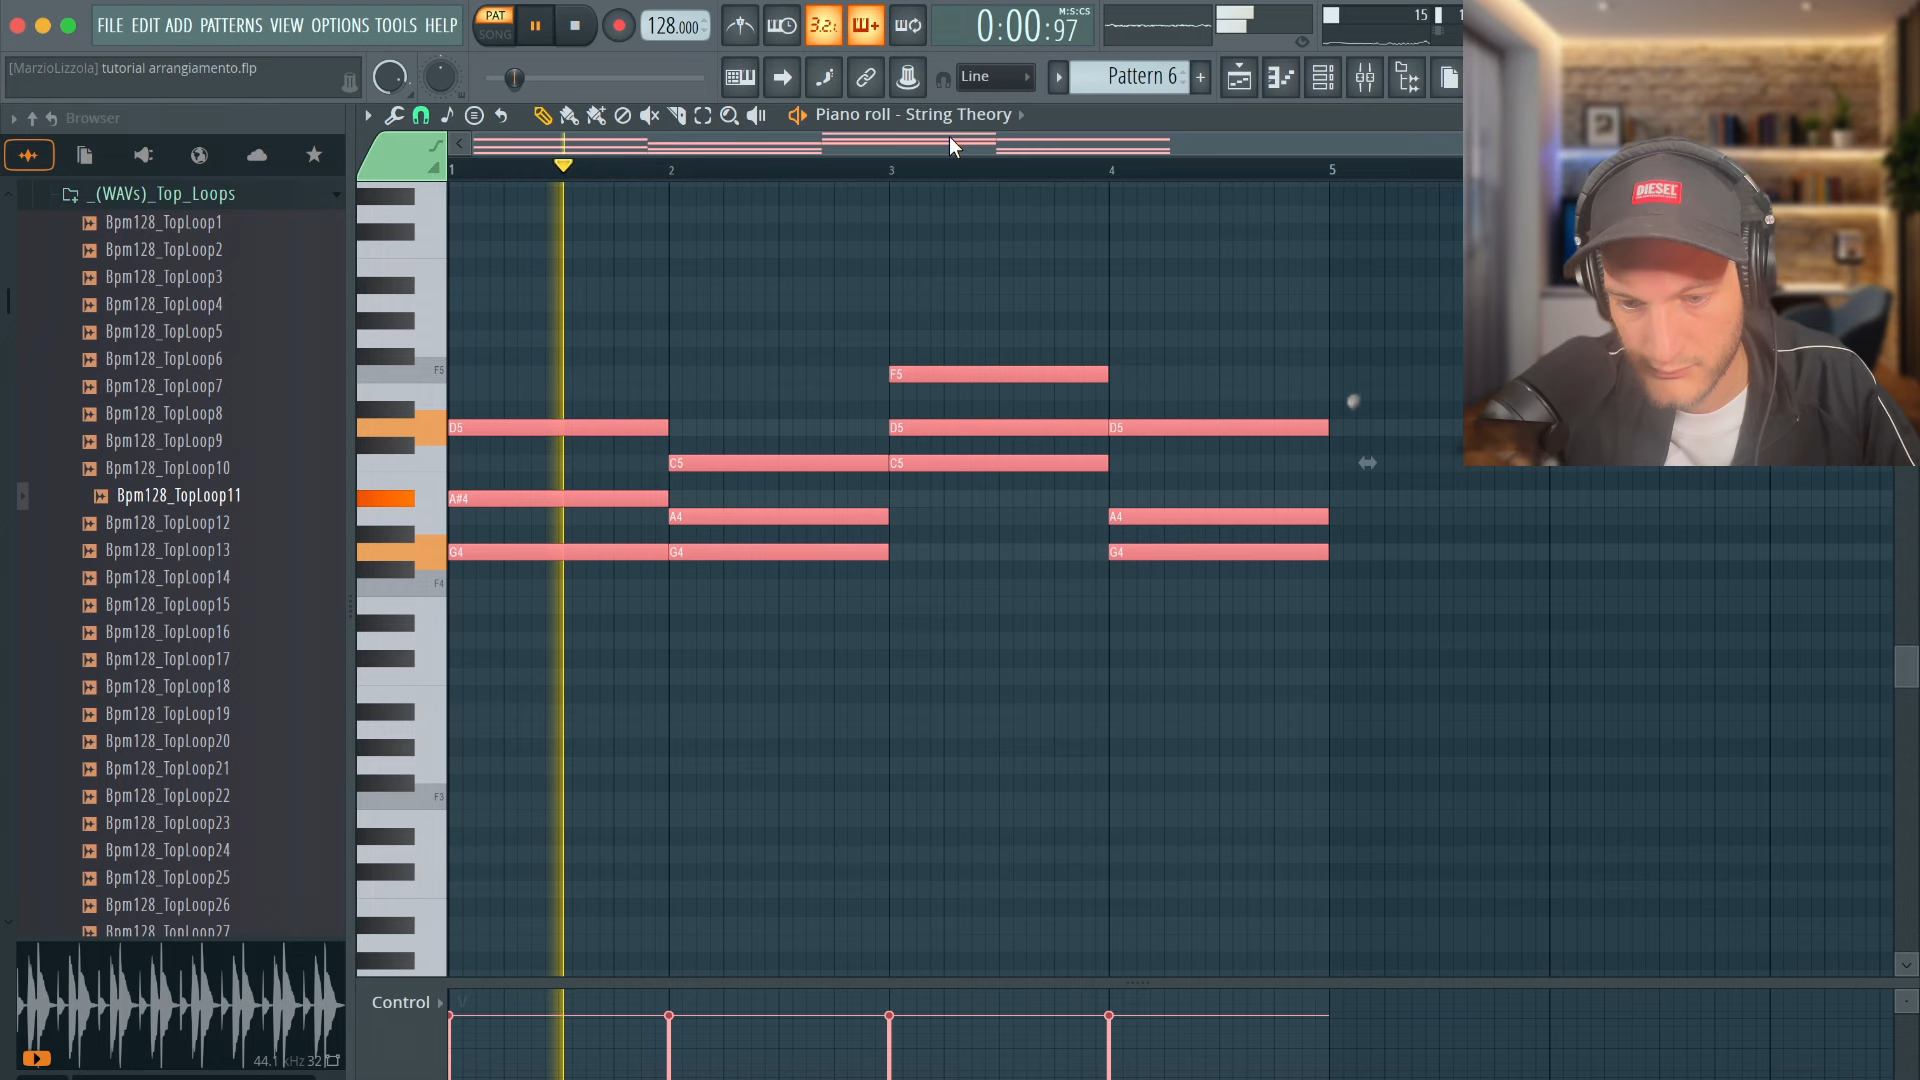 FILE EDIT ADD PATTERNS VIEW OPTIONS TOOLS HELP
PAT
SONG
128.000
3.2.
0:00:97
M:S:CS
15
[MarzioLizzola] tutorial arrangiamento.flp
Line
Pattern 6
Browser
Piano roll - String Theory
_(WAVs)_Top_Loops
Bpm128_TopLoop1
Bpm128_TopLoop2
Bpm128_TopLoop3
Bpm128_TopLoop4
Bpm128_TopLoop5
Bpm128_TopLoop6
Bpm128_TopLoop7
Bpm128_TopLoop8
Bpm128_TopLoop9
Bpm128_TopLoop10
Bpm128_TopLoop11
Bpm128_TopLoop12
Bpm128_TopLoop13
Bpm128_TopLoop14
Bpm128_TopLoop15
Bpm128_TopLoop16
Bpm128_TopLoop17
Bpm128_TopLoop18
Bpm128_TopLoop19
Bpm128_TopLoop20
Bpm128_TopLoop21
Bpm128_TopLoop22
Bpm128_TopLoop23
Bpm128_TopLoop24
Bpm128_TopLoop25
Bpm128_TopLoop26
Bpm128_TopLoop27
44.1 kHz 32
1 2 3 4 5
F5
F5
D5 D5 D5
C5 C5
A#4
A4 A4
G4 G4 G4
F4
F3
Control
DIESEL